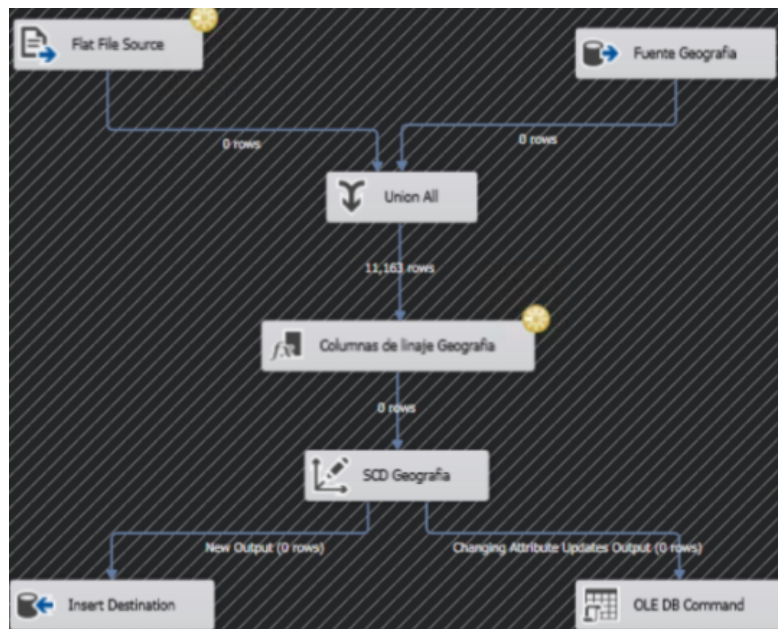 Flat File Source
Fuente Geografia
0 rows
0 rows
Union All
11,163 rows
fx
Columnas de linaje Geografia
0 rows
SCD Geografia
New Output (0 rows)
Changing Attribute Updates Output (0 rows)
Insert Destination
OLE DB Command